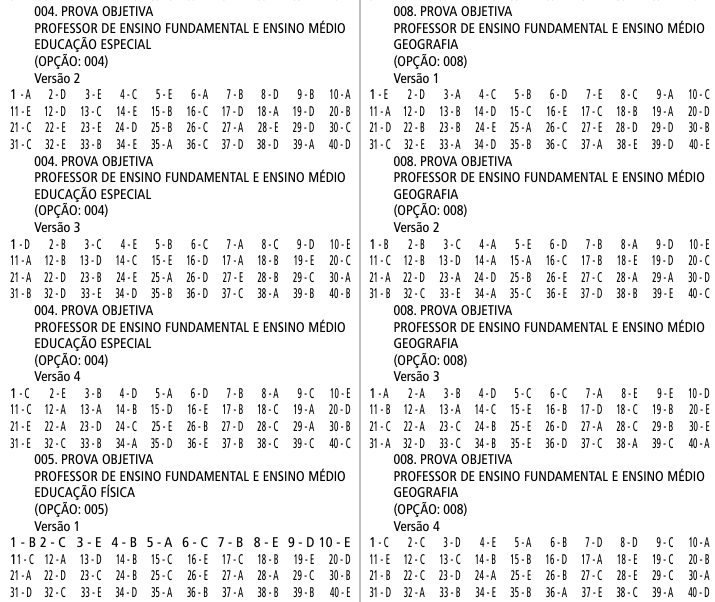 004. PROVA OBJETIVA
PROFESSOR DE ENSINO FUNDAMENTAL E ENSINO MÉDIO
EDUCAÇÃO ESPECIAL
(OPÇÃO: 004)
Versão 2
1 - A 2 - D 3 - E 4 - C 5 - E 6 - A 7 - B 8 - D 9 - B 10 - A
11 - E 12 - D 13 - C 14 - E 15 - B 16 - C 17 - D 18 - A 19 - D 20 - B
21 - C 22 - E 23 - E 24 - D 25 - B 26 - C 27 - A 28 - E 29 - D 30 - C
31 - C 32 - E 33 - B 34 - E 35 - A 36 - C 37 - D 38 - D 39 - A 40 - D
004. PROVA OBJETIVA
PROFESSOR DE ENSINO FUNDAMENTAL E ENSINO MÉDIO
EDUCAÇÃO ESPECIAL
(OPÇÃO: 004)
Versão 3
1 - D 2 - B 3 - C 4 - E 5 - B 6 - C 7 - A 8 - C 9 - D 10 - E
11 - A 12 - B 13 - D 14 - C 15 - E 16 - D 17 - A 18 - B 19 - E 20 - C
21 - A 22 - D 23 - B 24 - E 25 - A 26 - D 27 - E 28 - B 29 - C 30 - A
31 - B 32 - D 33 - E 34 - D 35 - B 36 - D 37 - C 38 - A 39 - B 40 - B
004. PROVA OBJETIVA
PROFESSOR DE ENSINO FUNDAMENTAL E ENSINO MÉDIO
EDUCAÇÃO ESPECIAL
(OPÇÃO: 004)
Versão 4
1 - C 2 - E 3 - B 4 - D 5 - A 6 - D 7 - B 8 - A 9 - C 10 - E
11 - C 12 - A 13 - A 14 - B 15 - D 16 - E 17 - B 18 - C 19 - A 20 - D
21 - E 22 - A 23 - D 24 - C 25 - E 26 - B 27 - D 28 - C 29 - A 30 - B
31 - E 32 - C 33 - B 34 - A 35 - D 36 - E 37 - B 38 - C 39 - C 40 - C
005. PROVA OBJETIVA
PROFESSOR DE ENSINO FUNDAMENTAL E ENSINO MÉDIO
EDUCAÇÃO FÍSICA
(OPÇÃO: 005)
Versão 1
1 - B 2 - C 3 - E 4 - B 5 - A 6 - C 7 - B 8 - E 9 - D 10 - E
11 - C 12 - A 13 - D 14 - B 15 - C 16 - E 17 - C 18 - B 19 - E 20 - D
21 - A 22 - D 23 - C 24 - B 25 - C 26 - E 27 - A 28 - A 29 - C 30 - B
31 - D 32 - C 33 - E 34 - D 35 - A 36 - B 37 - A 38 - B 39 - D 40 - E
008. PROVA OBJETIVA
PROFESSOR DE ENSINO FUNDAMENTAL E ENSINO MÉDIO
GEOGRAFIA
(OPÇÃO: 008)
Versão 1
1 - E 2 - D 3 - A 4 - C 5 - B 6 - D 7 - E 8 - C 9 - A 10 - C
11 - A 12 - D 13 - B 14 - D 15 - C 16 - E 17 - C 18 - B 19 - A 20 - D
21 - D 22 - B 23 - B 24 - E 25 - A 26 - C 27 - E 28 - D 29 - D 30 - B
31 - C 32 - E 33 - A 34 - D 35 - B 36 - C 37 - A 38 - E 39 - D 40 - E
008. PROVA OBJETIVA
PROFESSOR DE ENSINO FUNDAMENTAL E ENSINO MÉDIO
GEOGRAFIA
(OPÇÃO: 008)
Versão 2
1 - B 2 - B 3 - C 4 - A 5 - E 6 - D 7 - B 8 - A 9 - D 10 - E
11 - C 12 - B 13 - D 14 - A 15 - A 16 - C 17 - B 18 - E 19 - D 20 - C
21 - A 22 - D 23 - A 24 - D 25 - B 26 - E 27 - C 28 - A 29 - A 30 - D
31 - B 32 - C 33 - E 34 - A 35 - C 36 - E 37 - D 38 - B 39 - E 40 - C
008. PROVA OBJETIVA
PROFESSOR DE ENSINO FUNDAMENTAL E ENSINO MÉDIO
GEOGRAFIA
(OPÇÃO: 008)
Versão 3
1 - A 2 - A 3 - B 4 - D 5 - C 6 - C 7 - A 8 - E 9 - E 10 - D
11 - B 12 - A 13 - A 14 - C 15 - E 16 - B 17 - D 18 - C 19 - B 20 - E
21 - C 22 - A 23 - C 24 - B 25 - E 26 - D 27 - B 28 - D 29 - B 30 - E
31 - A 32 - D 33 - C 34 - B 35 - E 36 - D 37 - C 38 - A 39 - C 40 - A
008. PROVA OBJETIVA
PROFESSOR DE ENSINO FUNDAMENTAL E ENSINO MÉDIO
GEOGRAFIA
(OPÇÃO: 008)
Versão 4
1 - C 2 - C 3 - D 4 - E 5 - A 6 - B 7 - D 8 - D 9 - C 10 - A
11 - E 12 - C 13 - C 14 - B 15 - B 16 - D 17 - A 18 - E 19 - C 20 - B
21 - B 22 - C 23 - D 24 - A 25 - E 26 - B 27 - E 28 - E 29 - C 30 - A
31 - D 32 - A 33 - B 34 - E 35 - B 36 - A 37 - E 38 - C 39 - A 40 - D